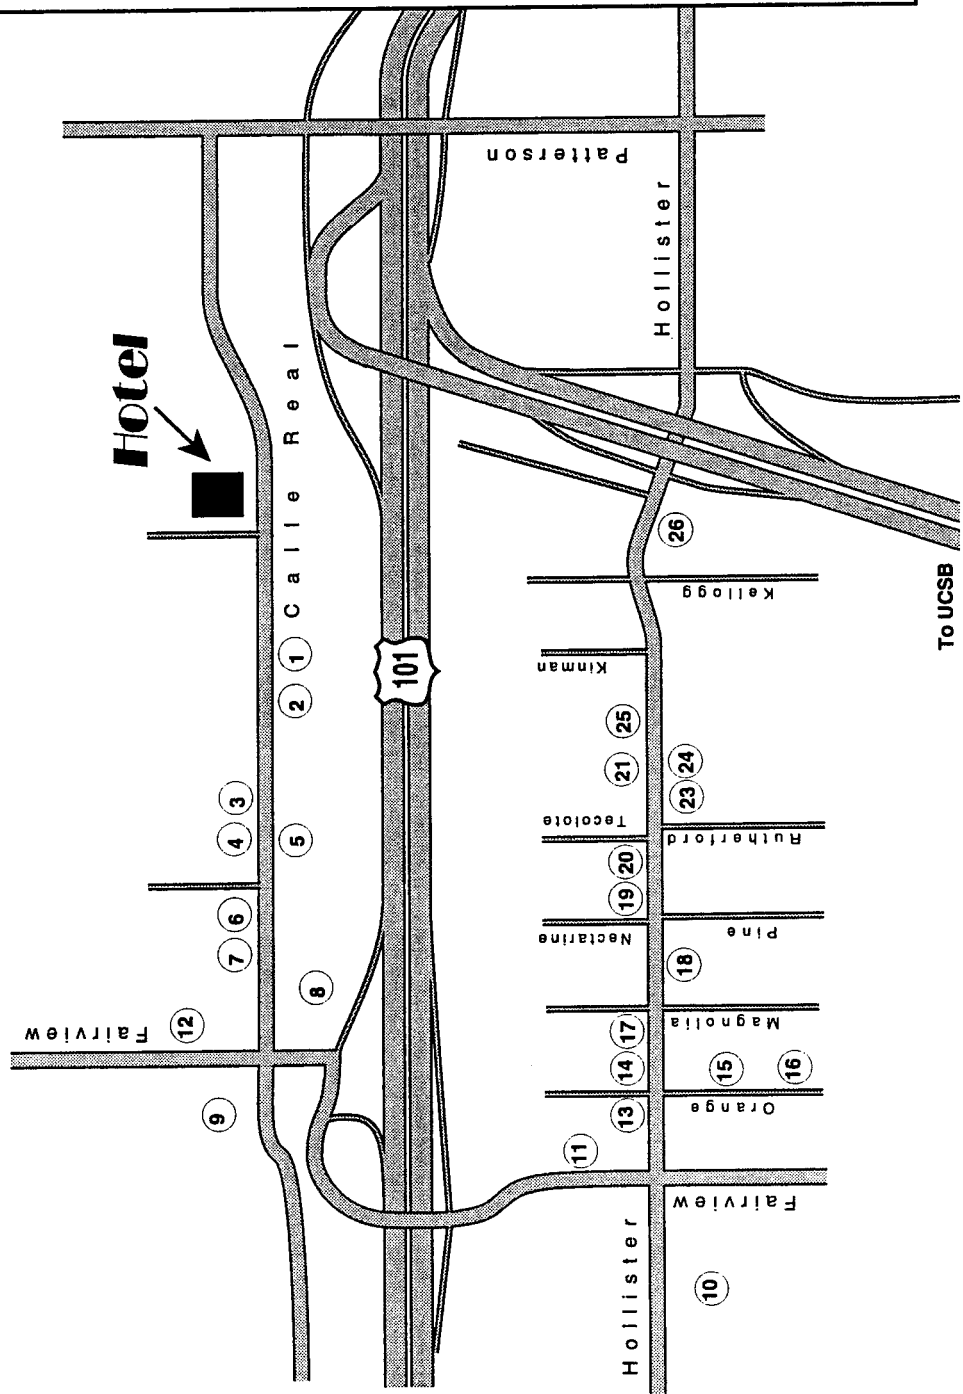 Fairview
Hotel
12
9
7
6
4
3
Calle Real
8
5
2
1
101
Patterson
11
Nectarine
Tecolote
Kinman
13
14
17
19
20
21
25
Hollister
Hollister
10
Fairview
Orange
15
16
Magnolia
18
Pine
Rutherford
23
24
Kellogg
26
To UCSB